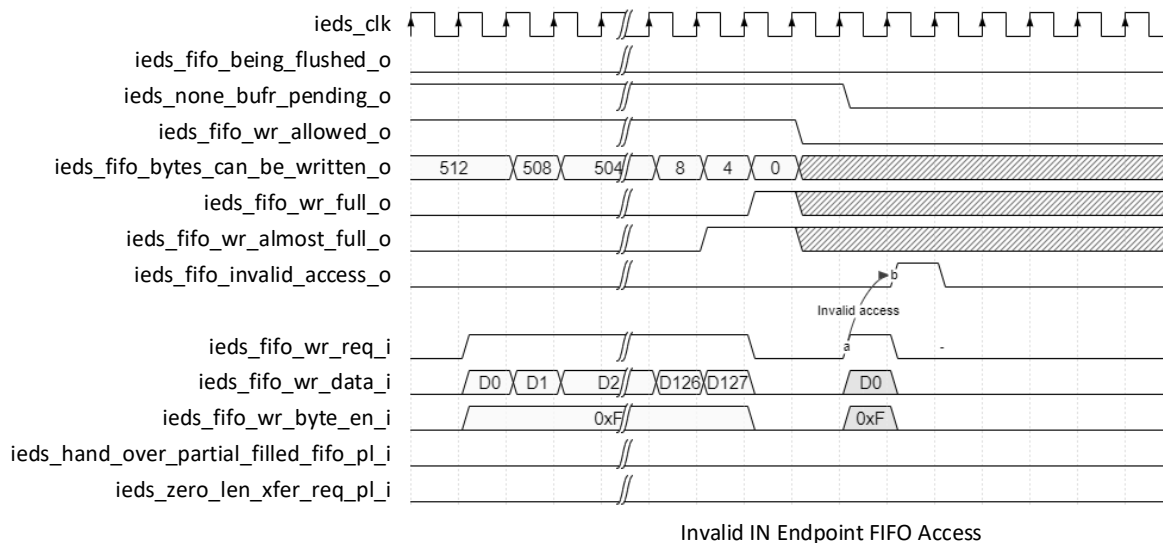 ieds_clk
ieds_fifo_being_flushed_o
ieds_none_bufr_pending_o
ieds_fifo_wr_allowed_o
ieds_fifo_bytes_can_be_written_o 512 508 504 8 4 0
ieds_fifo_wr_full_o
ieds_fifo_wr_almost_full_o
ieds_fifo_invalid_access_o b
Invalid access
ieds_fifo_wr_req_i a -
ieds_fifo_wr_data_i D0 D1 D2 D126 D127 D0
ieds_fifo_wr_byte_en_i 0xF 0xF
ieds_hand_over_partial_filled_fifo_pl_i
ieds_zero_len_xfer_req_pl_i
Invalid IN Endpoint FIFO Access